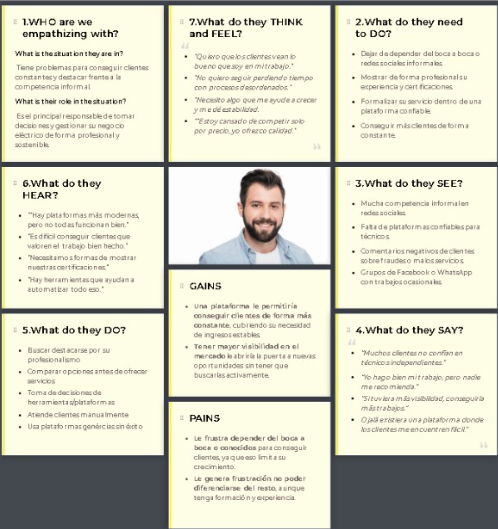 1.WHO are we
empathizing with?
What is the situation they are in?
Tiene problemas para conseguir clientes
constantes y destacar frente a la
competencia informal.
What is their role in the situation?
Es el principal responsable de tomar
decisiones y gestionar su negocio
eléctrico de forma profesional y
sostenible.
7.What do they THINK
and FEEL?
"Quiero que los clientes vean lo
bueno que soy en mi trabajo."
"No quiero seguir perdiendo tiempo
con procesos desordenados."
"Necesito algo que me ayude a crecer
y me dé estabilidad.
""Estoy cansado de competir solo
por precio, yo ofrezco calidad."
2.What do they need
to DO?
Dejar de depender del boca a boca o
redes sociales informales.
Mostrar de forma profesional su
experiencia y certificaciones.
Formalizar su servicio dentro de una
plataforma confiable.
Conseguir más clientes de forma
constante.
6.What do they
HEAR?
""Hay plataformas más modernas,
pero no todas funcionan bien."
"Es difícil conseguir clientes que
valoren el trabajo bien hecho."
"Necesitamos formas de mostrar
nuestras certificaciones."
"Hay herramientas que ayudan a
automatizar todo eso."
3.What do they SEE?
Mucha competencia informal en
redes sociales.
Falta de plataformas confiables para
técnicos.
Comentarios negativos de clientes
sobre fraudes o malos servicios.
Grupos de Facebook o WhatsApp
con trabajos ocasionales.
GAINS
Una plataforma le permitiría
conseguir clientes de forma más
constante, cubriendo su necesidad
de ingresos estables.
Tener mayor visibilidad en el
mercado le abriría la puerta a nuevas
oportunidades sin tener que
buscarlas activamente.
5.What do they DO?
Buscar destacarse por su
profesionalismo
Comparar opciones antes de ofrecer
servicios
Toma de decisiones de
herramientas/plataformas
Atiende clientes manualmente
Usa plataformas genéricas sin éxito
4.What do they SAY?
"Muchos clientes no confían en
técnicos independientes."
"Yo hago bien mi trabajo, pero nadie
me recomienda."
"Si tuviera más visibilidad, conseguiría
más trabajos."
Ojalá existiera una plataforma donde
los clientes me encuentren fácil."
PAINS
Le frustra depender del boca a
boca o conocidos para conseguir
clientes, ya que eso limita su
crecimiento.
Le genera frustración no poder
diferenciarse del resto, aunque
tenga formación y experiencia.